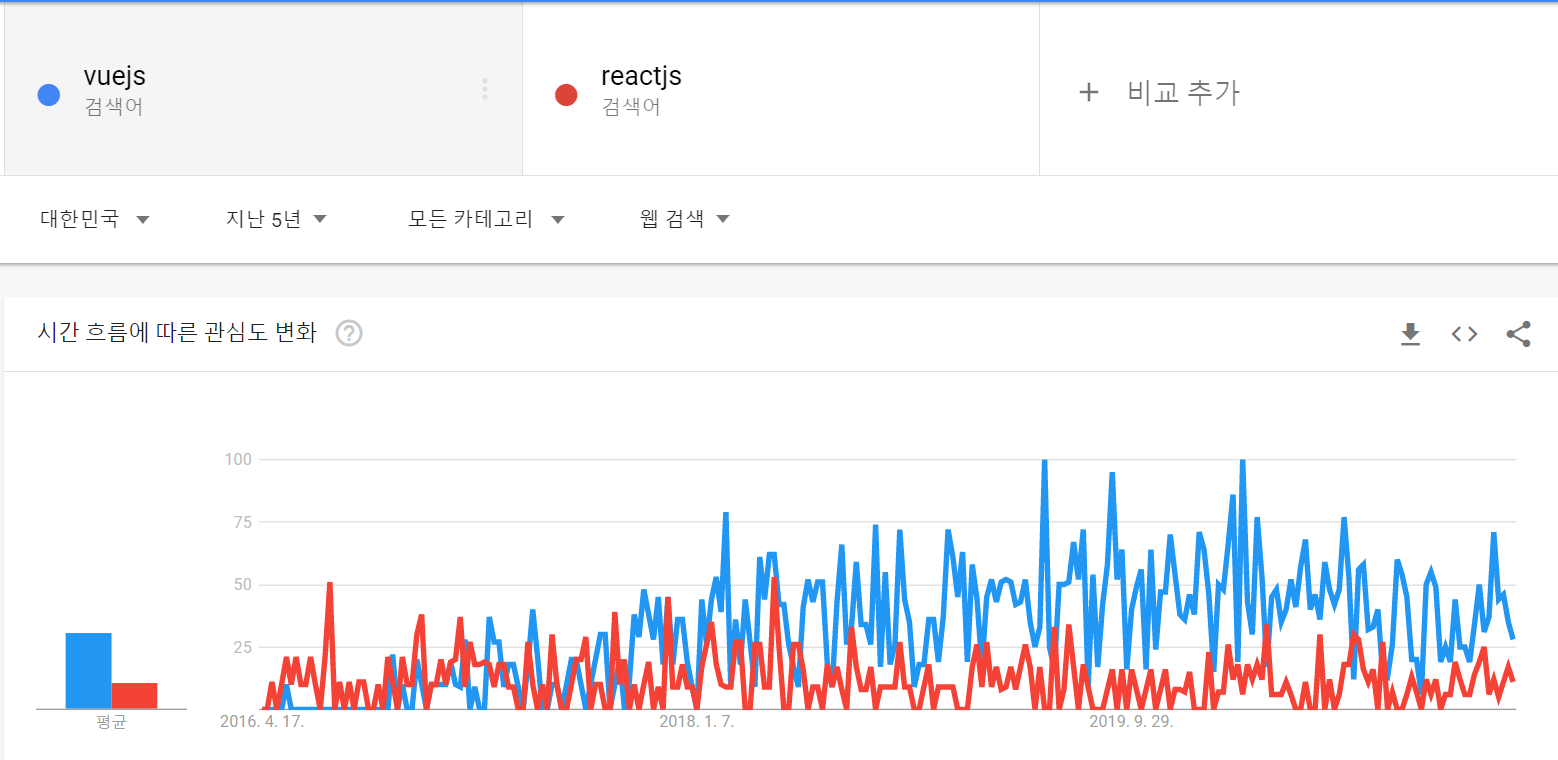 vuejs
검색어
reactjs
검색어
+ 비교 추가
대한민국
지난 5년
모든 카테고리
웹 검색
시간 흐름에 따른 관심도 변화
?
100
75
50
25
평균
2016. 4. 17.
2018. 1. 7.
2019. 9. 29.